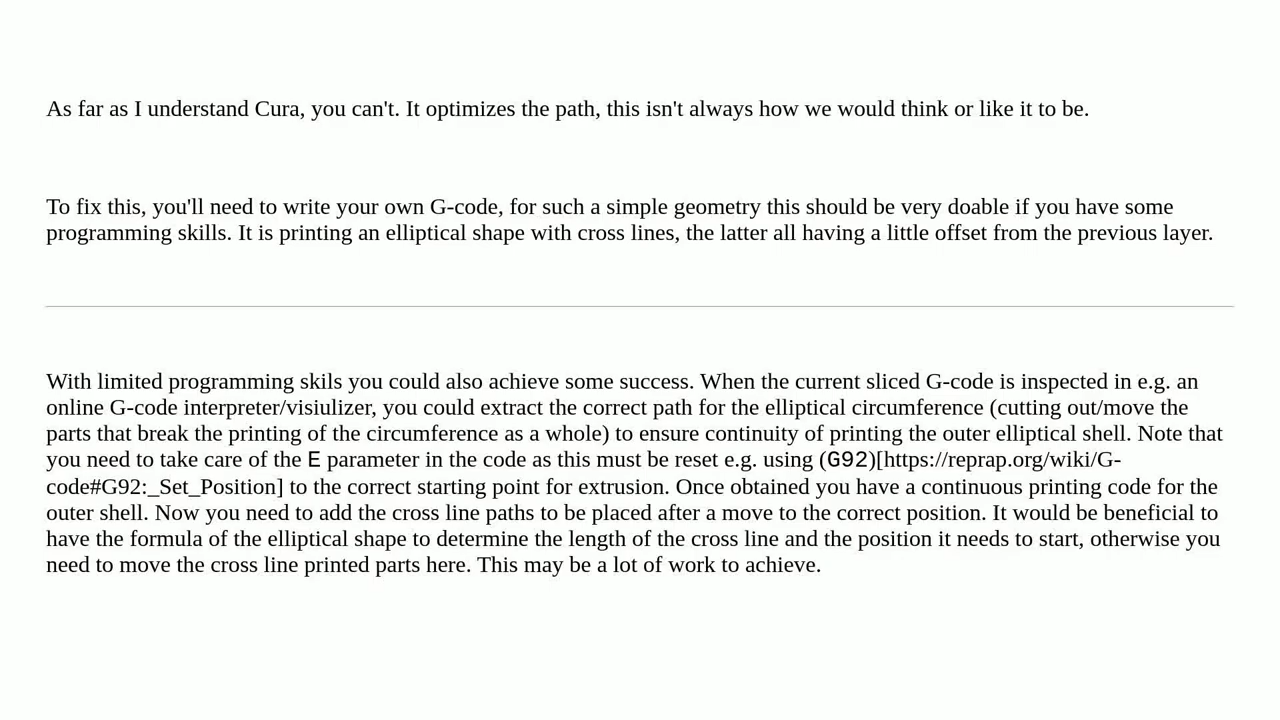 As far as I understand Cura, you can't. It optimizes the path, this isn't always how we would think or like it to be.
To fix this, you'll need to write your own G-code, for such a simple geometry this should be very doable if you have some
programming skills. It is printing an elliptical shape with cross lines, the latter all having a little offset from the previous layer.
With limited programming skils you could also achieve some success. When the current sliced G-code is inspected in e.g. an
online G-code interpreter/visiulizer, you could extract the correct path for the elliptical circumference (cutting out/move the
parts that break the printing of the circumference as a whole) to ensure continuity of printing the outer elliptical shell. Note that
you need to take care of the E parameter in the code as this must be reset e.g. using (G92)[https://reprap.org/wiki/G-
code#G92:_Set_Position] to the correct starting point for extrusion. Once obtained you have a continuous printing code for the
outer shell. Now you need to add the cross line paths to be placed after a move to the correct position. It would be beneficial to
have the formula of the elliptical shape to determine the length of the cross line and the position it needs to start, otherwise you
need to move the cross line printed parts here. This may be a lot of work to achieve.